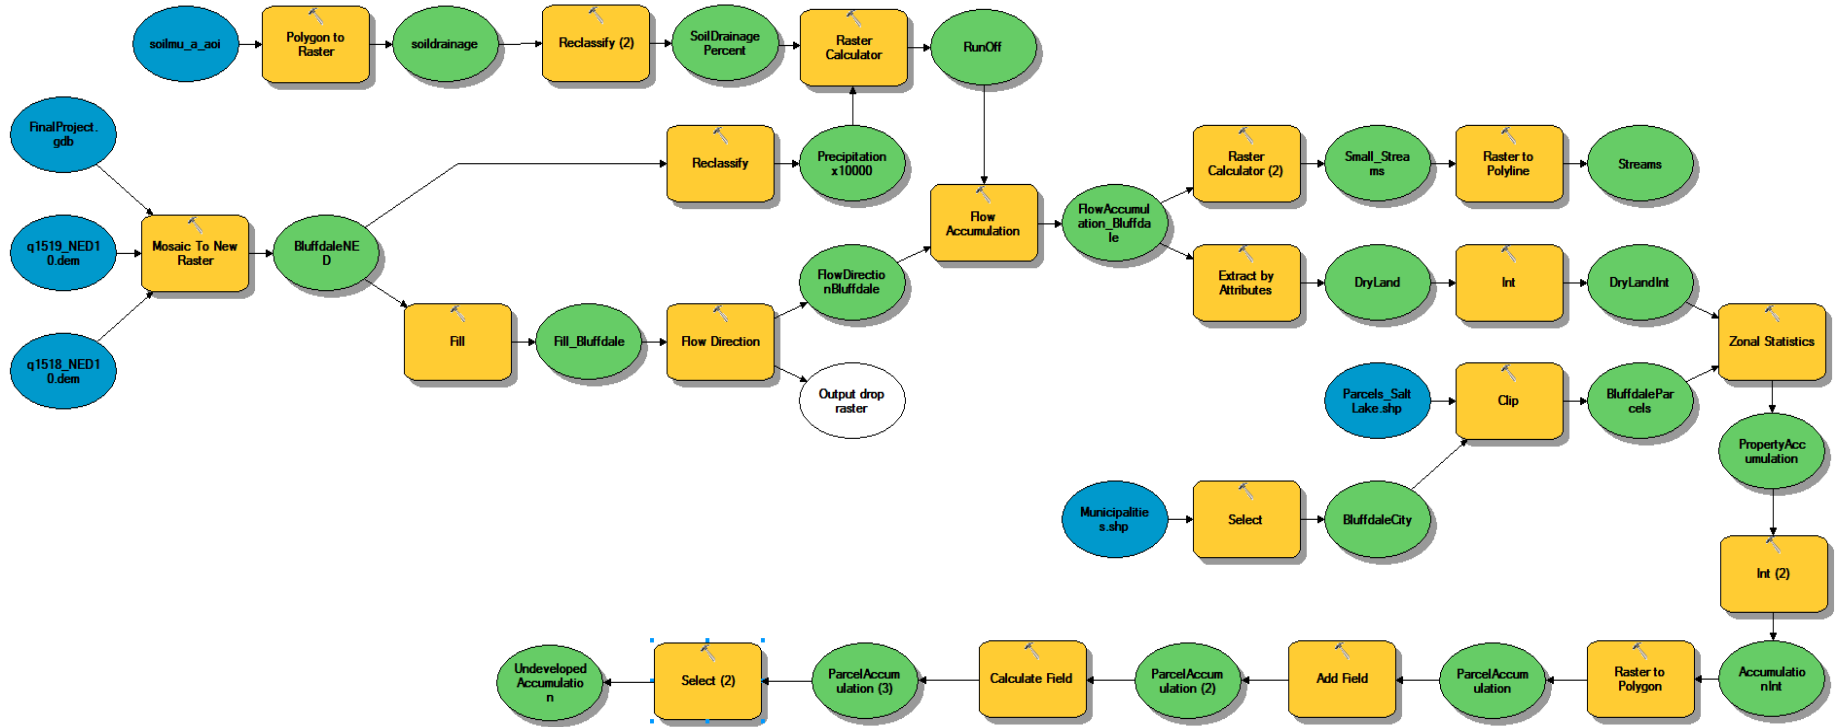 soilmu_a_aoi
Polygon to
Raster
soildrainage
Reclassify (2)
SoilDrainage
Percent
Raster
Calculator
RunOff
FinalProject.
gdb
Reclassify
Precipitation
x10000
Raster
Calculator (2)
Small_Strea
ms
Raster to
Polyline
Streams
q1519_NED1
0.dem
Mosaic To New
Raster
BluffdaleNE
D
Flow
Accumulation
FlowAccumul
ation_Bluffda
le
FlowDirectio
nBluffdale
Extract by
Attributes
DryLand
Int
DryLandInt
q1518_NED1
0.dem
Fill
Fill_Bluffdale
Flow Direction
Zonal Statistics
Output drop
raster
Parcels_Salt
Lake.shp
Clip
BluffdalePar
cels
PropertyAcc
umulation
Municipalitie
s.shp
Select
BluffdaleCity
Int (2)
Undeveloped
Accumulatio
n
Select (2)
ParcelAccum
ulation (3)
Calculate Field
ParcelAccum
ulation (2)
Add Field
ParcelAccum
ulation
Raster to
Polygon
Accumulatio
nInt